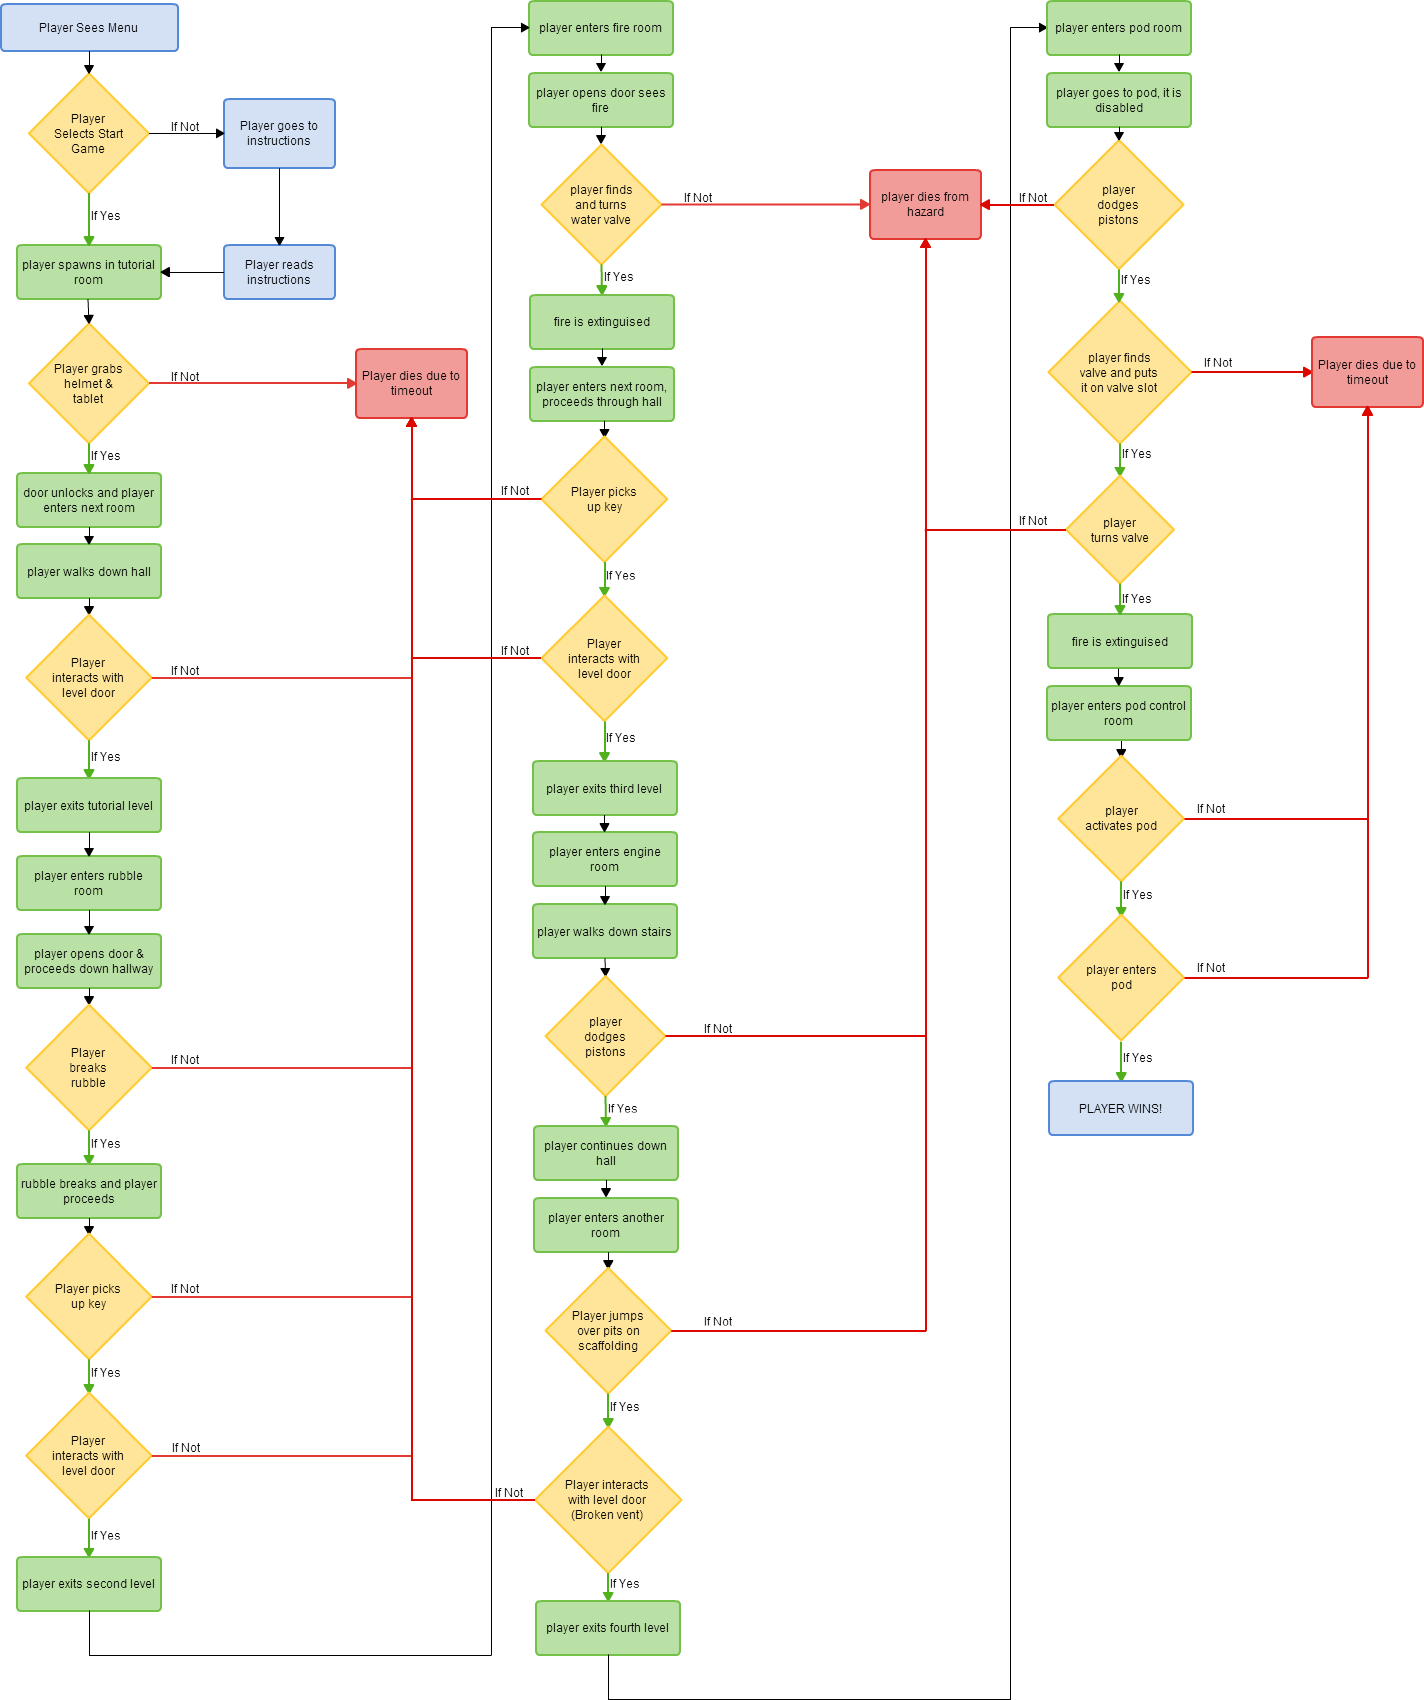 Player Sees Menu
Player
Selects Start
Game
If Not
Player goes to
instructions
If Yes
Player reads
instructions
player spawns in tutorial
room
Player grabs
helmet &
tablet
If Not
Player dies due to
timeout
If Yes
door unlocks and player
enters next room
player walks down hall
Player
interacts with
level door
If Not
If Yes
player exits tutorial level
player enters rubble
room
player opens door &
proceeds down hallway
Player
breaks
rubble
If Not
If Yes
rubble breaks and player
proceeds
Player picks
up key
If Not
If Yes
Player
interacts with
level door
If Not
If Yes
player exits second level
player enters fire room
player opens door sees
fire
player finds
and turns
water valve
If Not
player dies from
hazard
If Yes
fire is extinguised
player enters next room,
proceeds through hall
Player picks
up key
If Not
If Yes
Player
interacts with
level door
If Not
If Yes
player exits third level
player enters engine
room
player walks down stairs
player
dodges
pistons
If Not
If Yes
player continues down
hall
player enters another
room
Player jumps
over pits on
scaffolding
If Not
If Yes
Player interacts
with level door
(Broken vent)
If Not
If Yes
player exits fourth level
player enters pod room
player goes to pod, it is
disabled
player
dodges
pistons
If Not
If Yes
player finds
valve and puts
it on valve slot
If Not
Player dies due to
timeout
If Yes
player
turns valve
If Not
If Yes
fire is extinguised
player enters pod control
room
player
activates pod
If Not
If Yes
player enters
pod
If Not
If Yes
PLAYER WINS!